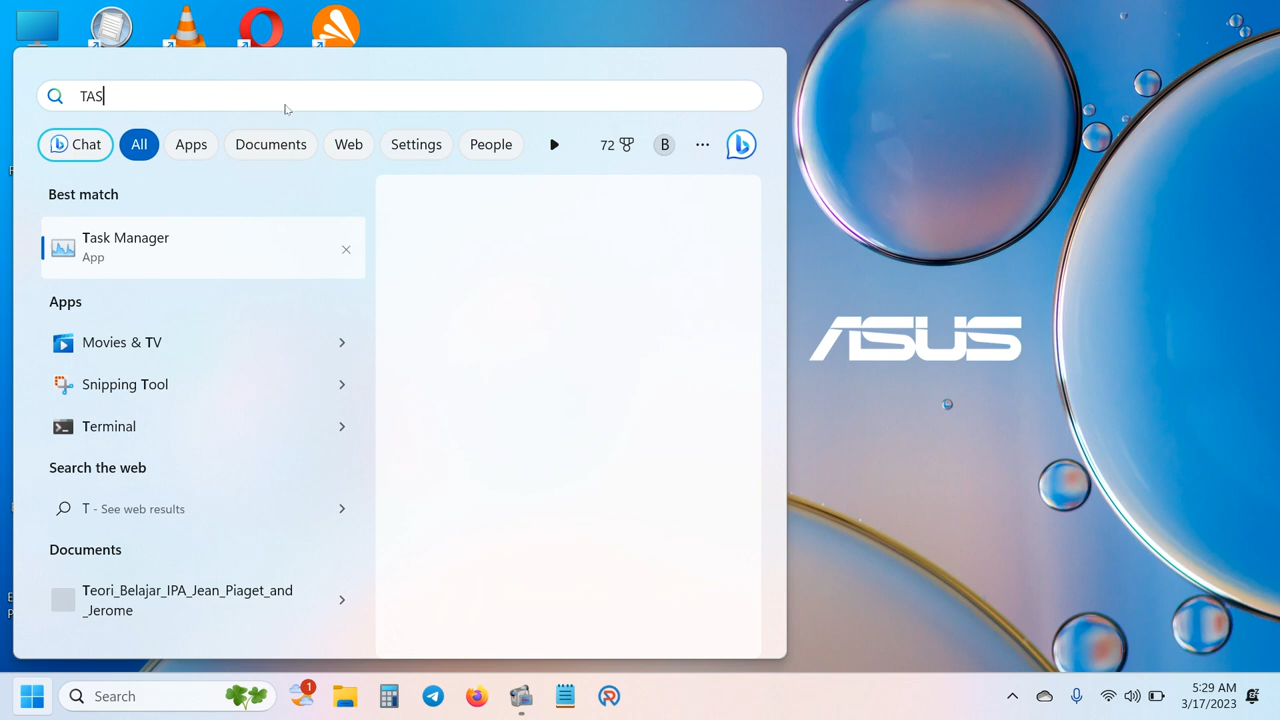 TAS
Chat
All
Apps
Documents
Web
Settings
People
72
B
Best match
Task Manager
App
Apps
Movies & TV
Snipping Tool
Terminal
Search the web
T - See web results
Documents
Teori_Belajar_IPA_Jean_Piaget_and
_Jerome
ASUS
Search
1
5:29 AM
3/17/2023